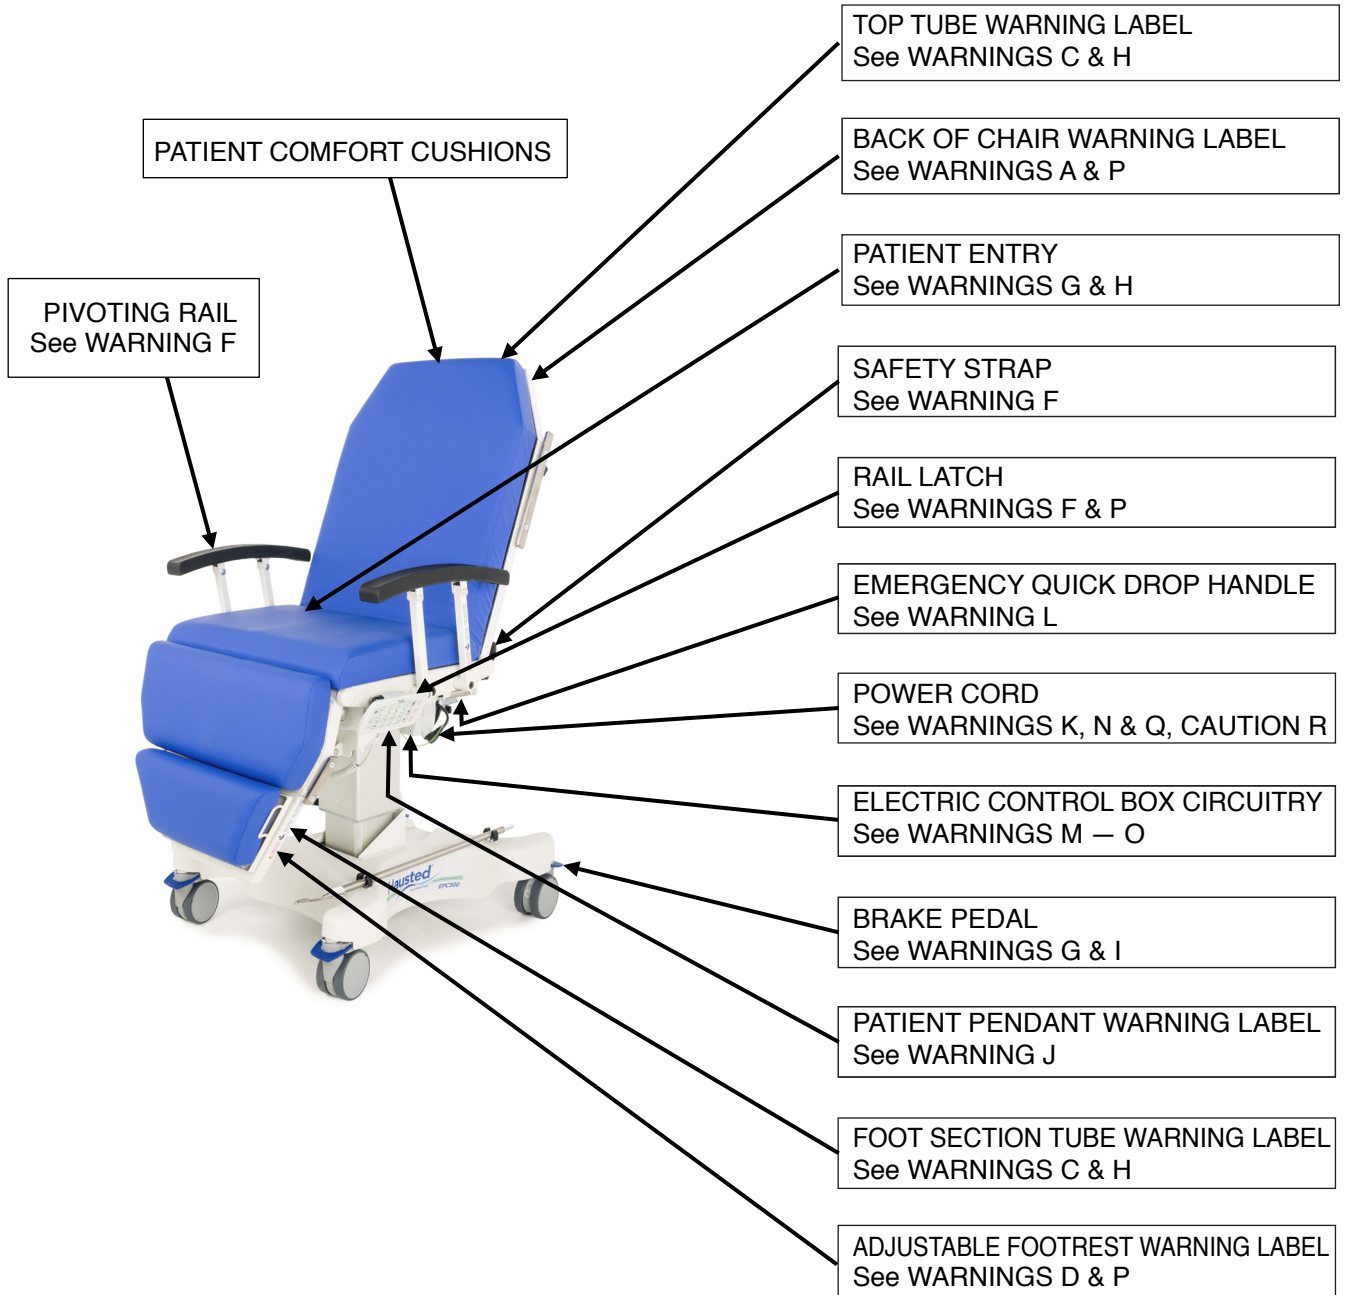 TOP TUBE WARNING LABEL
See WARNINGS C & H
PATIENT COMFORT CUSHIONS
BACK OF CHAIR WARNING LABEL
See WARNINGS A & P
PATIENT ENTRY
See WARNINGS G & H
PIVOTING RAIL
See WARNING F
SAFETY STRAP
See WARNING F
RAIL LATCH
See WARNINGS F & P
EMERGENCY QUICK DROP HANDLE
See WARNING L
POWER CORD
See WARNINGS K, N & Q, CAUTION R
ELECTRIC CONTROL BOX CIRCUITRY
See WARNINGS M — O
Hausted
EPC500
BRAKE PEDAL
See WARNINGS G & I
PATIENT PENDANT WARNING LABEL
See WARNING J
FOOT SECTION TUBE WARNING LABEL
See WARNINGS C & H
ADJUSTABLE FOOTREST WARNING LABEL
See WARNINGS D & P